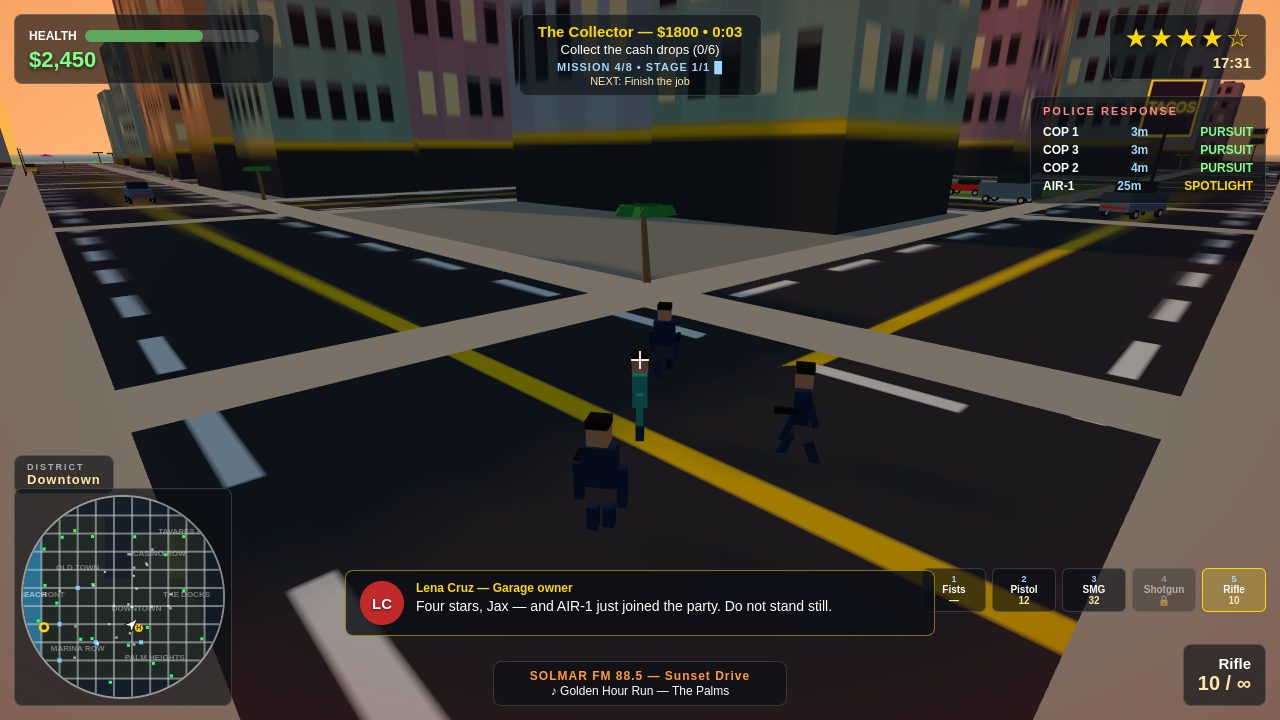 HEALTH
$2,450
The Collector — $1800 • 0:03
Collect the cash drops (0/6)
MISSION 4/8 • STAGE 1/1
NEXT: Finish the job
★★★★☆
17:31
TACOS
POLICE RESPONSE
COP 1 3m PURSUIT
COP 3 3m PURSUIT
COP 2 4m PURSUIT
AIR-1 25m SPOTLIGHT
DISTRICT
Downtown
TAVARES
CASINO ROW
OLD TOWN
EACHFRONT
THE DOCKS
DOWNTOWN
H
MARINA ROW
PALM HEIGHTS
LC
Lena Cruz — Garage owner
Four stars, Jax — and AIR-1 just joined the party. Do not stand still.
1 2 3 4 5
Fists Pistol SMG Shotgun Rifle
— 12 32 🔒 10
SOLMAR FM 88.5 — Sunset Drive
♪ Golden Hour Run — The Palms
Rifle
10 / ∞